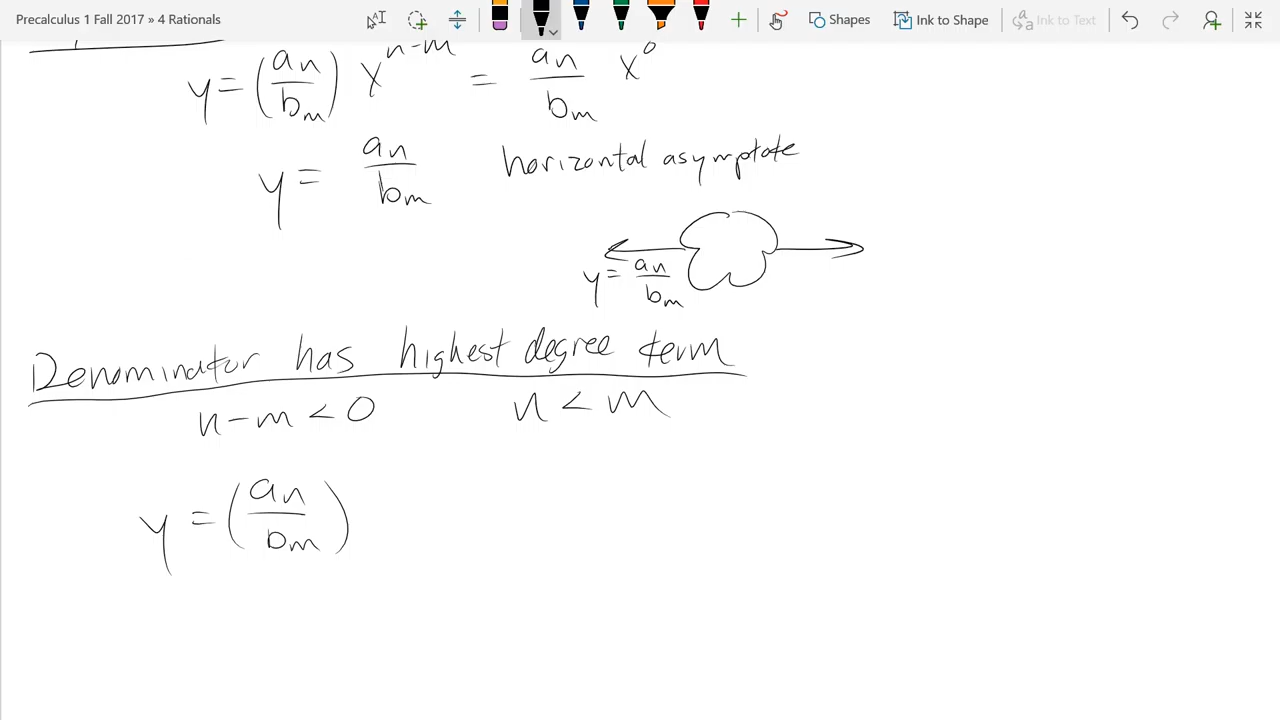 Precalculus 1 Fall 2017 » 4 Rationals Shapes Ink to Shape Ink to Text
y = (an/bm) x^n-m = an/bm x^0
y = an/bm horizontal asymptote
y = an/bm
Denominator has highest degree term
n-m < 0 n < m
y = (an/bm)